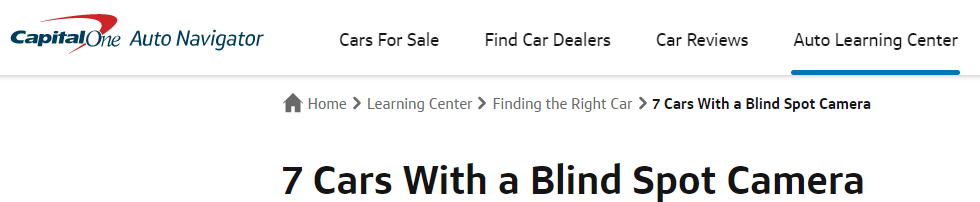 CapitalOne Auto Navigator Cars For Sale Find Car Dealers Car Reviews Auto Learning Center
Home > Learning Center > Finding the Right Car > 7 Cars With a Blind Spot Camera
7 Cars With a Blind Spot Camera